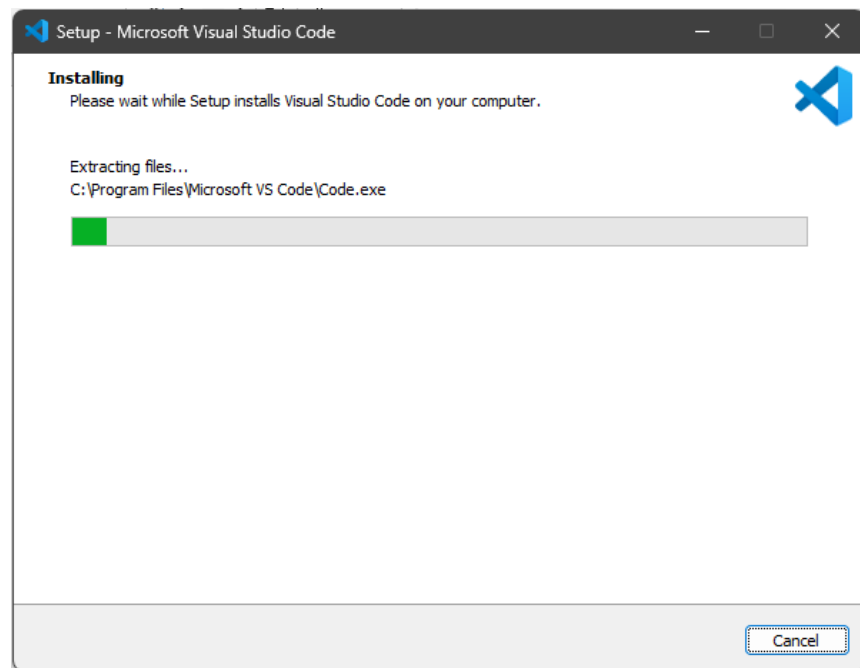 Setup - Microsoft Visual Studio Code
Installing
Please wait while Setup installs Visual Studio Code on your computer.
Extracting files...
C:\Program Files\Microsoft VS Code\Code.exe
Cancel